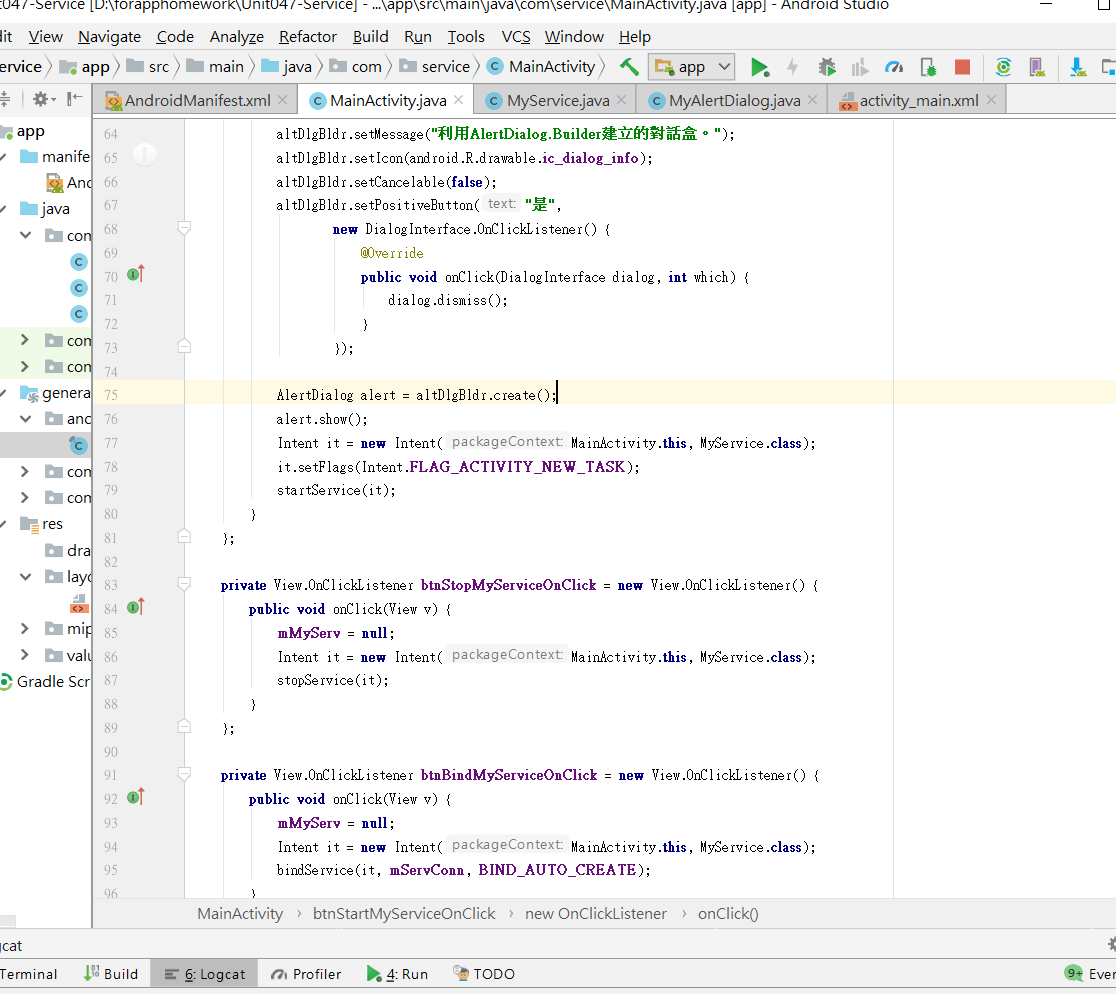 t047-Service [D:\forapphomework\Unit047-Service] - ...\app\src\main\java\com\service\MainActivity.java [app] - Android Studio
dit View Navigate Code Analyze Refactor Build Run Tools VCS Window Help
ervice app src main java com service MainActivity app
AndroidManifest.xml MainActivity.java MyService.java MyAlertDialog.java activity_main.xml
app
manife
And
java
com
com
com
genera
and
com
com
res
dra
layo
mip
valu
Gradle Scr
64 altDlgBldr.setMessage("利用AlertDialog.Builder建立的對話盒。");
65 altDlgBldr.setIcon(android.R.drawable.ic_dialog_info);
66 altDlgBldr.setCancelable(false);
67 altDlgBldr.setPositiveButton( text: "是",
68 new DialogInterface.OnClickListener() {
69 @Override
70 public void onClick(DialogInterface dialog, int which) {
71 dialog.dismiss();
72 }
73 });
74
75 AlertDialog alert = altDlgBldr.create();
76 alert.show();
77 Intent it = new Intent( packageContext: MainActivity.this, MyService.class);
78 it.setFlags(Intent.FLAG_ACTIVITY_NEW_TASK);
79 startService(it);
80 }
81 };
82
83 private View.OnClickListener btnStopMyServiceOnClick = new View.OnClickListener() {
84 public void onClick(View v) {
85 mMyServ = null;
86 Intent it = new Intent( packageContext: MainActivity.this, MyService.class);
87 stopService(it);
88 }
89 };
90
91 private View.OnClickListener btnBindMyServiceOnClick = new View.OnClickListener() {
92 public void onClick(View v) {
93 mMyServ = null;
94 Intent it = new Intent( packageContext: MainActivity.this, MyService.class);
95 bindService(it, mServConn, BIND_AUTO_CREATE);
96 }
MainActivity › btnStartMyServiceOnClick › new OnClickListener › onClick()
gcat
Terminal Build 6: Logcat Profiler 4: Run TODO 9+ Even